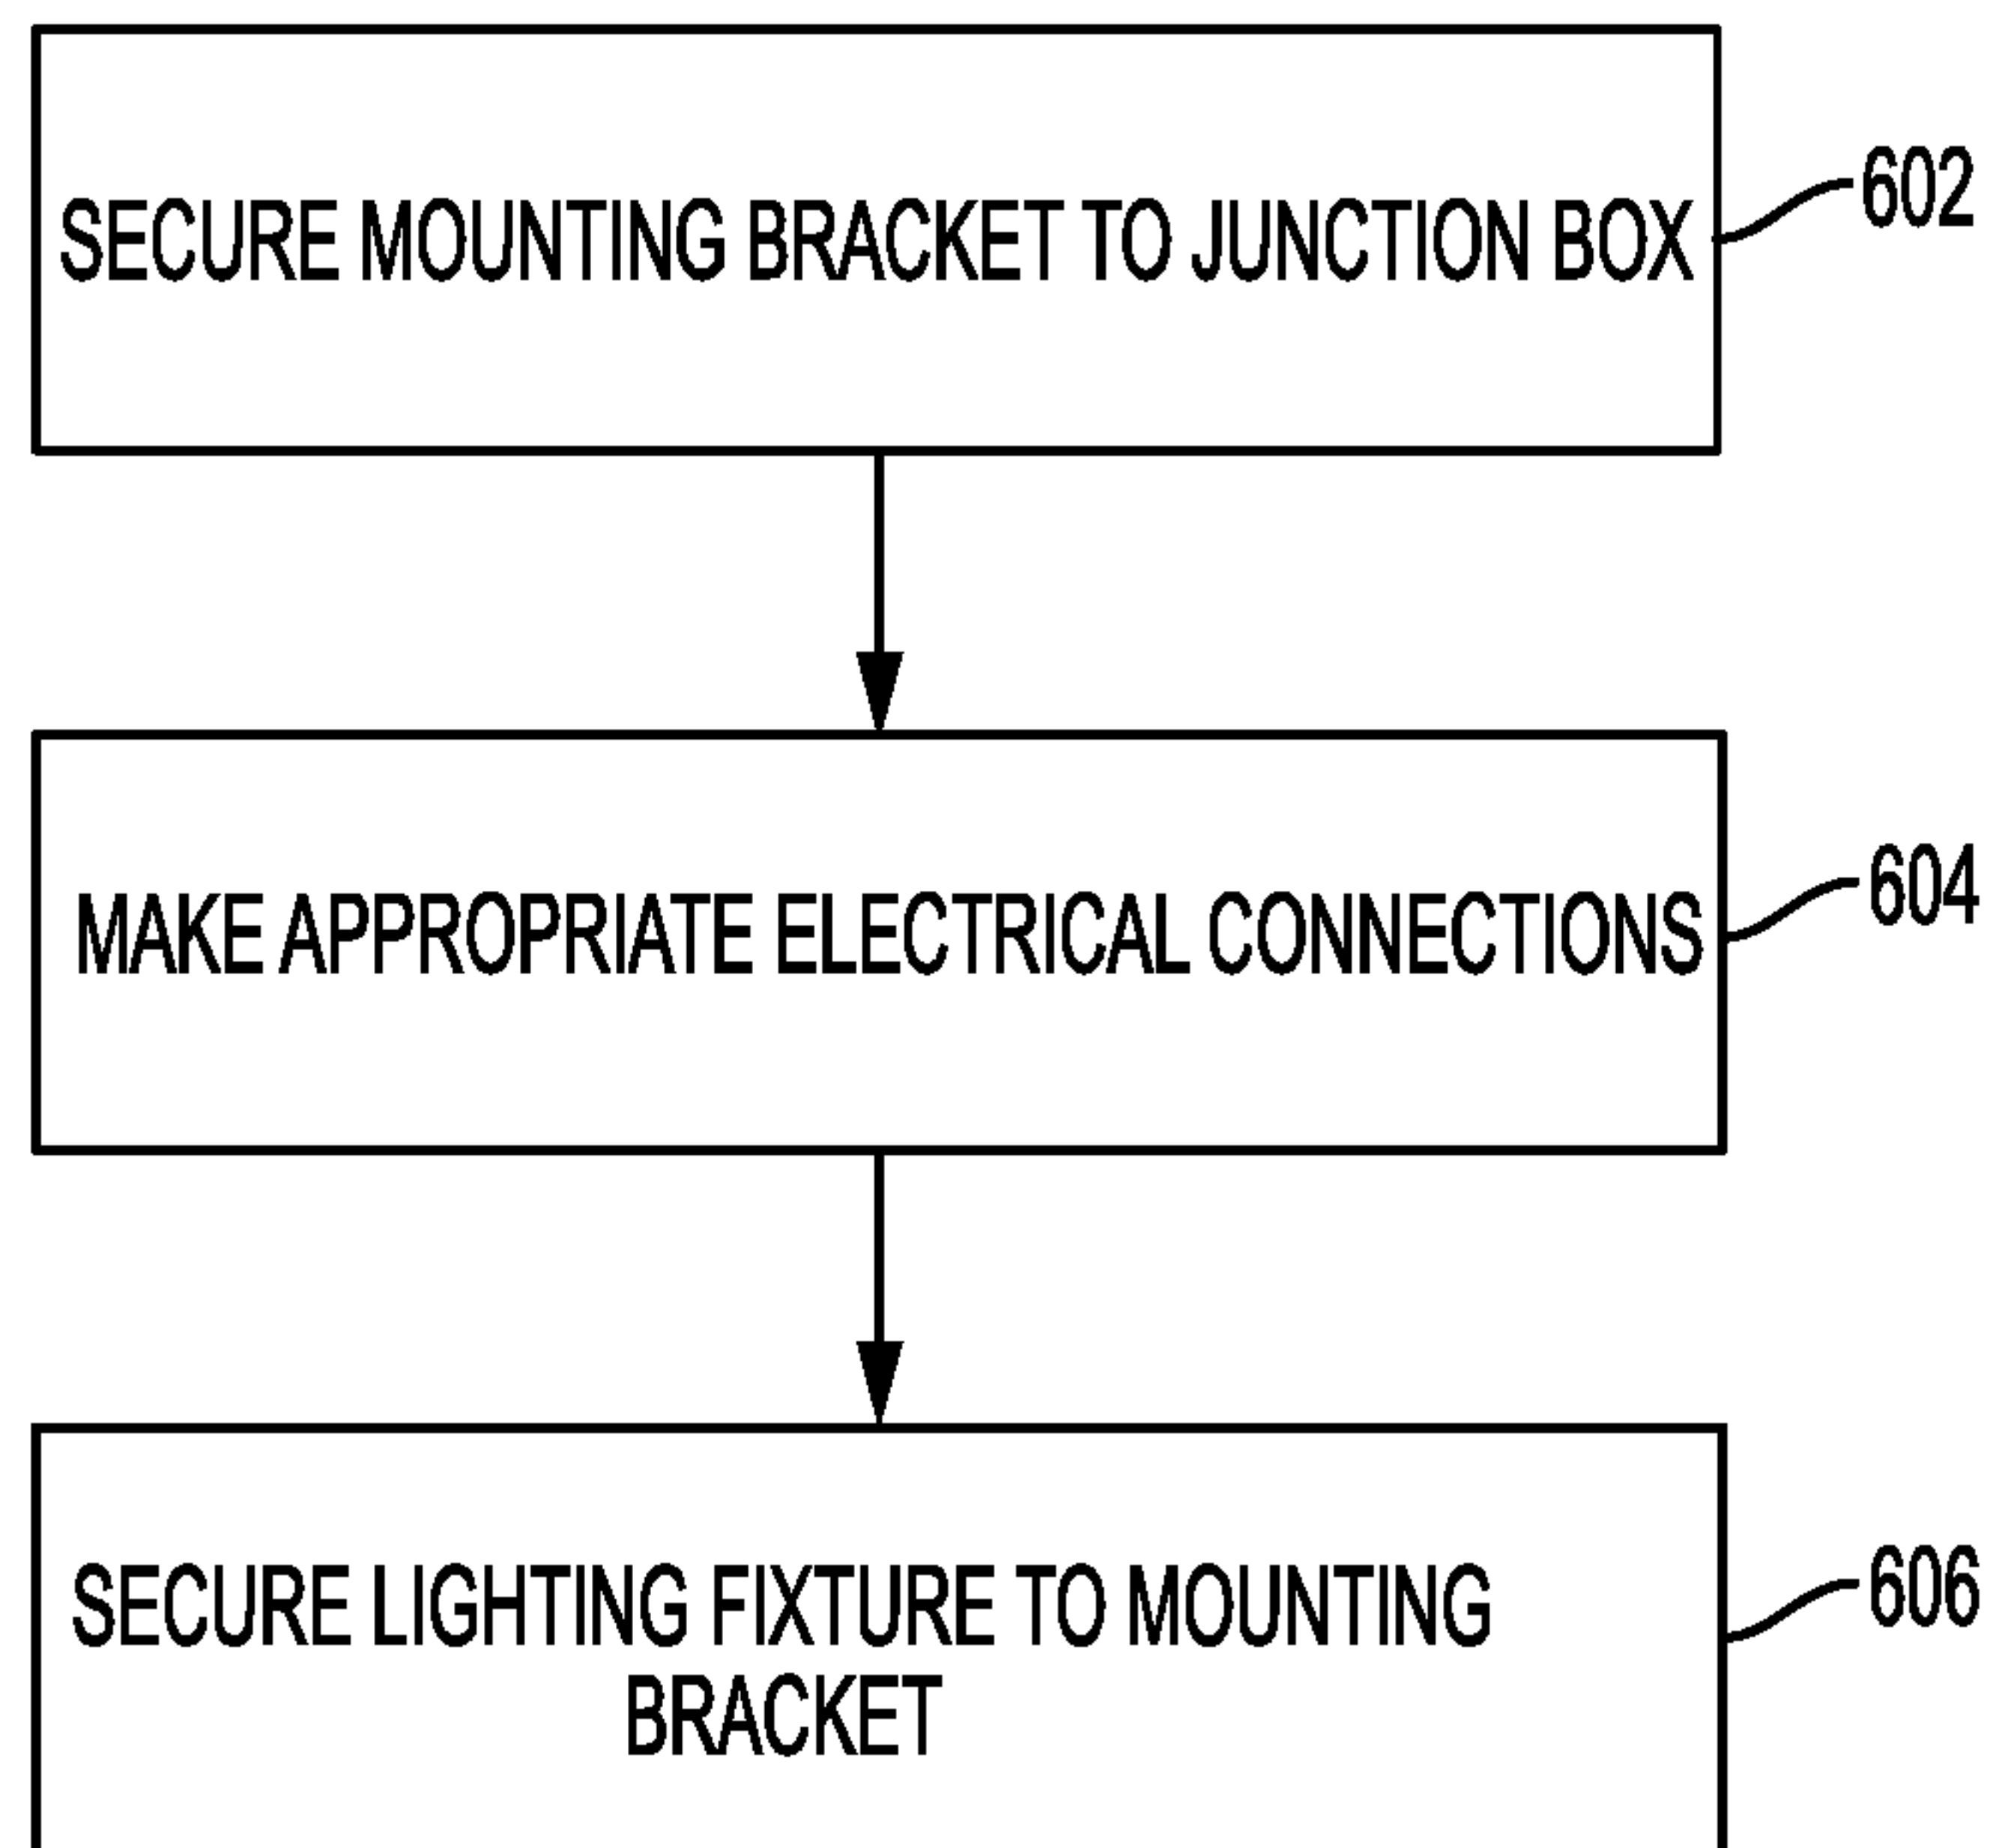 SECURE MOUNTING BRACKET TO JUNCTION BOX
602
MAKE APPROPRIATE ELECTRICAL CONNECTIONS
604
SECURE LIGHTING FIXTURE TO MOUNTING
BRACKET
606